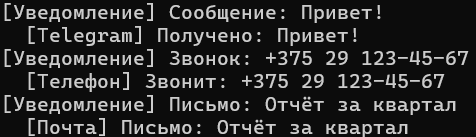 [Уведомление] Сообщение: Привет!
  [Telegram] Получено: Привет!
[Уведомление] Звонок: +375 29 123-45-67
  [Телефон] Звонит: +375 29 123-45-67
[Уведомление] Письмо: Отчёт за квартал
  [Почта] Письмо: Отчёт за квартал